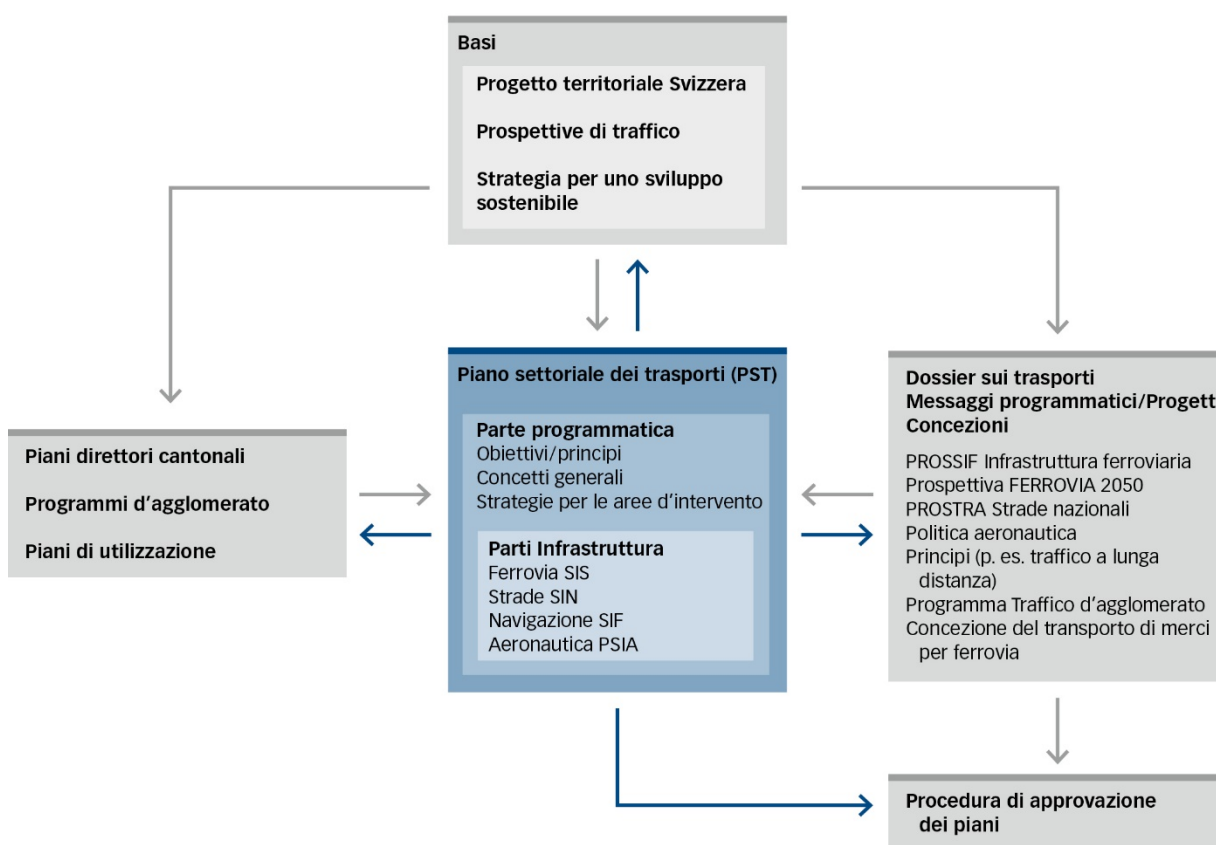 Basi
Progetto territoriale Svizzera
Prospettive di traffico
Strategia per uno sviluppo
sostenibile
Piani direttori cantonali
Programmi d'agglomerato
Piani di utilizzazione
Piano settoriale dei trasporti (PST)
Parte programmatica
Obiettivi/principi
Concetti generali
Strategie per le aree d'intervento
Parti Infrastruttura
Ferrovia SIS
Strade SIN
Navigazione SIF
Aeronautica PSIA
Dossier sui trasporti
Messaggi programmatici/Progett
Concezioni
PROSSIF Infrastruttura ferroviaria
Prospettiva FERROVIA 2050
PROSTRA Strade nazionali
Politica aeronautica
Principi (p. es. traffico a lunga
distanza)
Programma Traffico d'agglomerato
Concezione del transporto di merci
per ferrovia
Procedura di approvazione
dei piani